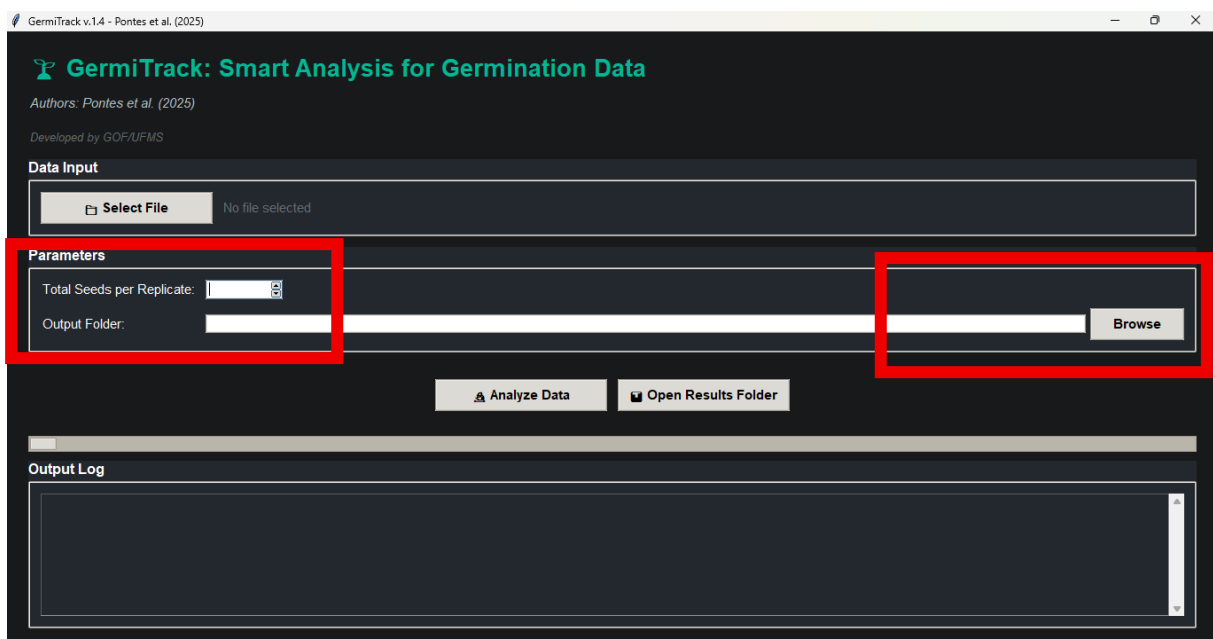 GermiTrack v.1.4 - Pontes et al. (2025)
GermiTrack: Smart Analysis for Germination Data
Authors: Pontes et al. (2025)
Developed by GOF/UFMS
Data Input
Select File No file selected
Parameters
Total Seeds per Replicate:
Output Folder: Browse
Analyze Data Open Results Folder
Output Log